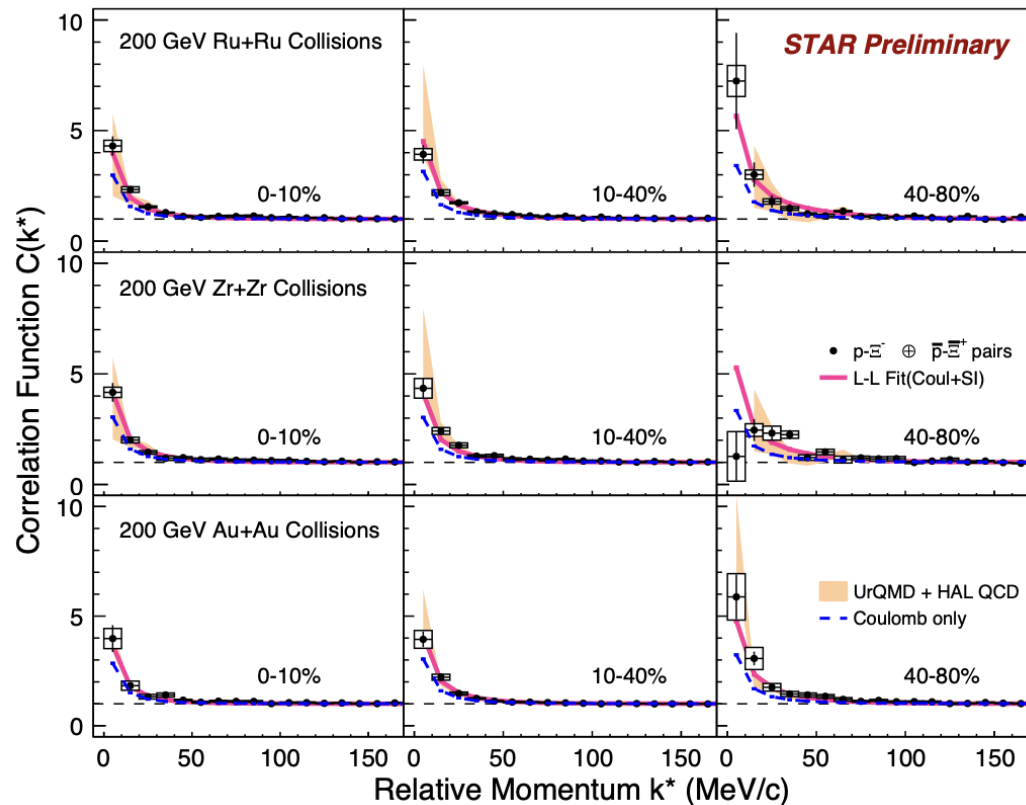 Correlation Function C(k*)
10
5
0
200 GeV Ru+Ru Collisions
0-10%
10-40%
STAR Preliminary
40-80%
10
5
0
200 GeV Zr+Zr Collisions
0-10%
10-40%
p-Ξ⁻ ⊕ p̅-Ξ̅⁺ pairs
L-L Fit(Coul+SI)
40-80%
10
5
0
200 GeV Au+Au Collisions
0-10%
10-40%
UrQMD + HAL QCD
Coulomb only
40-80%
0 50 100 150 0 50 100 150 0 50 100 150
Relative Momentum k* (MeV/c)